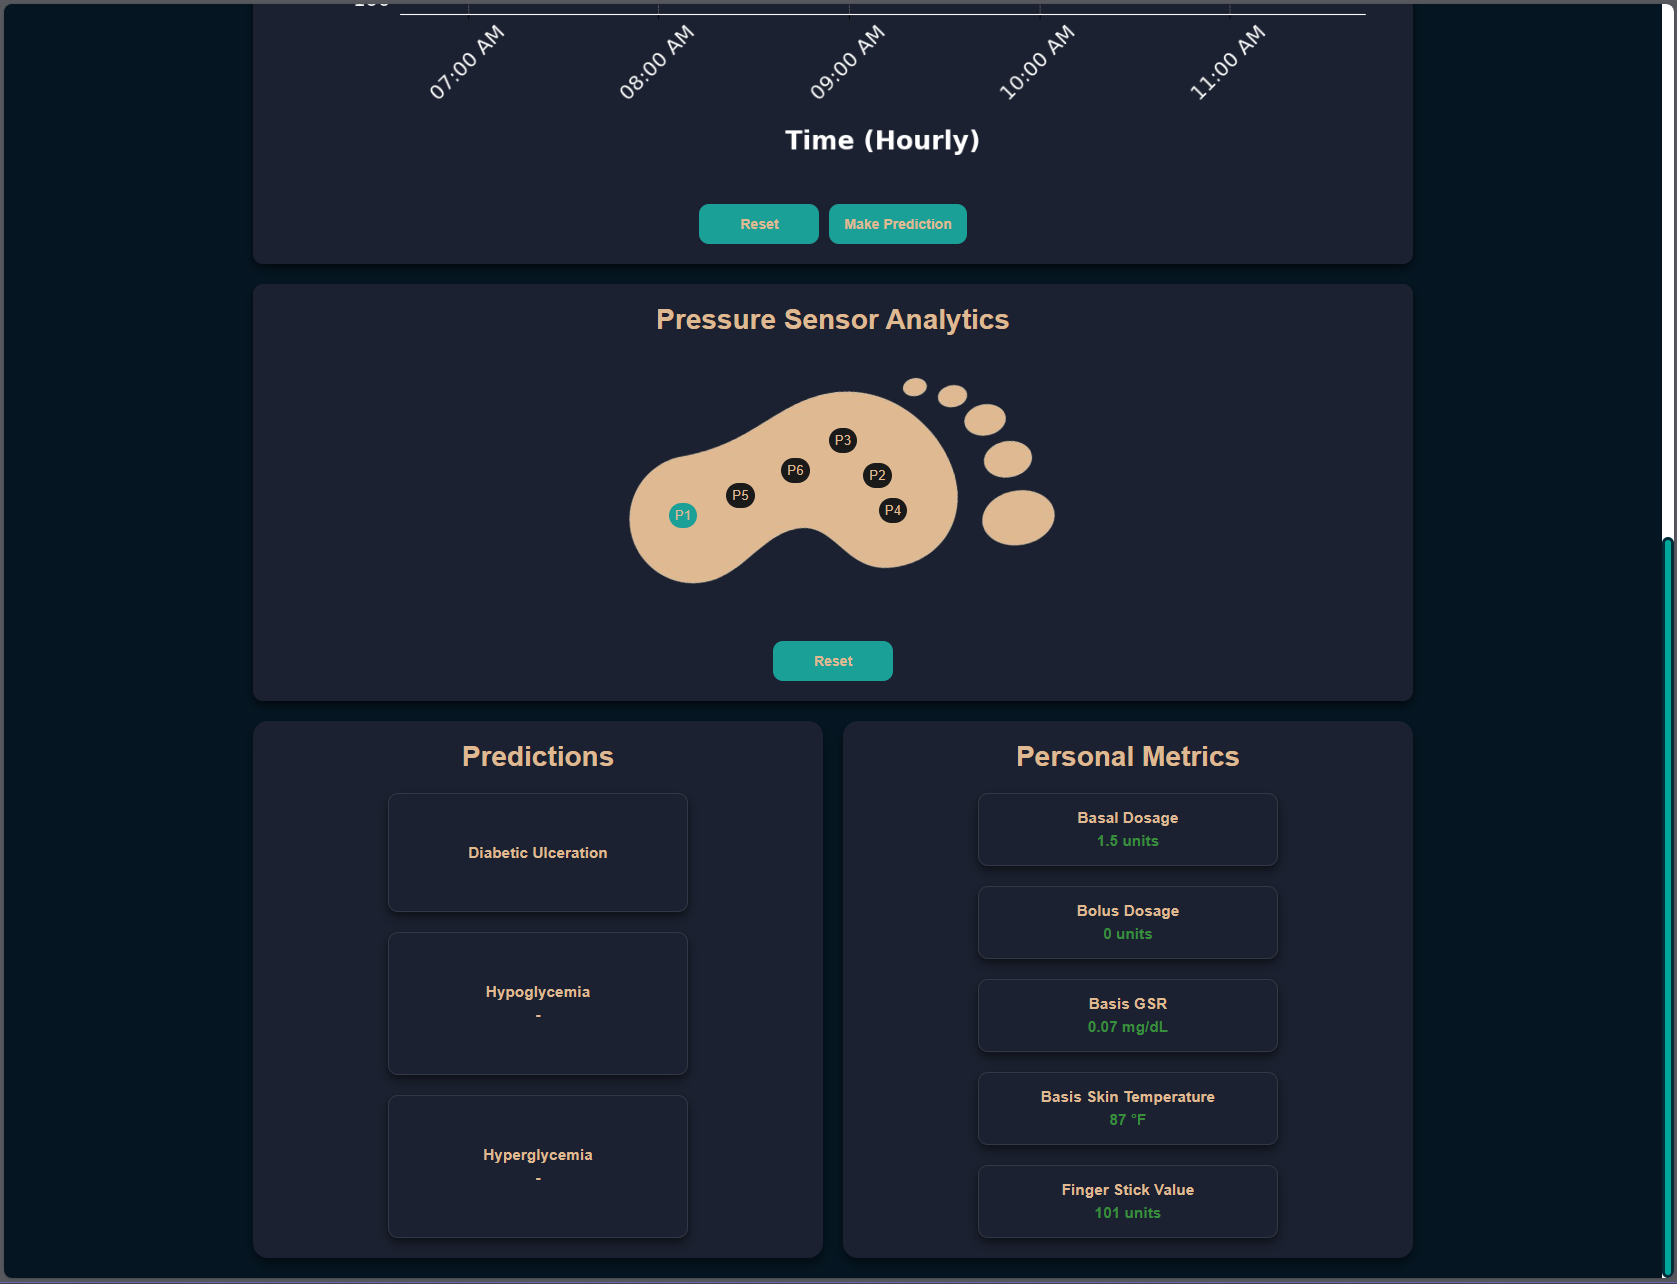 07:00 AM
08:00 AM
09:00 AM
10:00 AM
11:00 AM
Time (Hourly)
Reset
Make Prediction
Pressure Sensor Analytics
P3
P6
P2
P5
P4
P1
Reset
Predictions
Diabetic Ulceration
Hypoglycemia
-
Hyperglycemia
-
Personal Metrics
Basal Dosage
1.5 units
Bolus Dosage
0 units
Basis GSR
0.07 mg/dL
Basis Skin Temperature
87 °F
Finger Stick Value
101 units